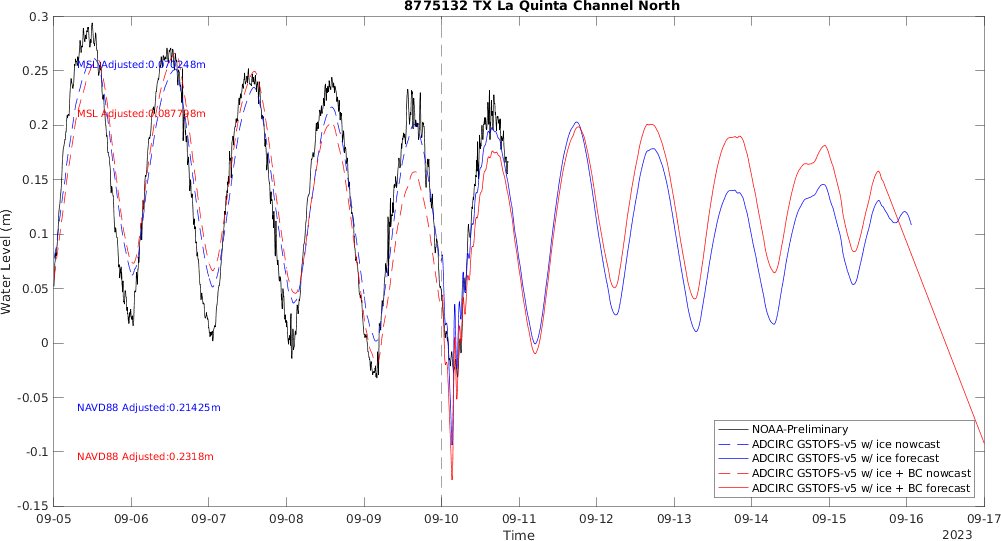 8775132 TX La Quinta Channel North
0.3
0.25
0.2
0.15
0.1
0.05
0
-0.05
-0.1
-0.15
Water Level (m)
MSL Adjusted:0.070248m
MSL Adjusted:0.087798m
NAVD88 Adjusted:0.21425m
NAVD88 Adjusted:0.2318m
NOAA-Preliminary
ADCIRC GSTOFS-v5 w/ ice nowcast
ADCIRC GSTOFS-v5 w/ ice forecast
ADCIRC GSTOFS-v5 w/ ice + BC nowcast
ADCIRC GSTOFS-v5 w/ ice + BC forecast
09-05 09-06 09-07 09-08 09-09 09-10 09-11 09-12 09-13 09-14 09-15 09-16 09-17
Time
2023